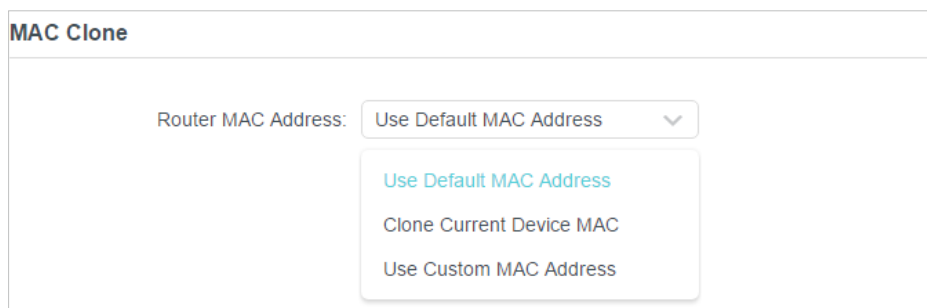 MAC Clone
Router MAC Address: Use Default MAC Address
Use Default MAC Address
Clone Current Device MAC
Use Custom MAC Address